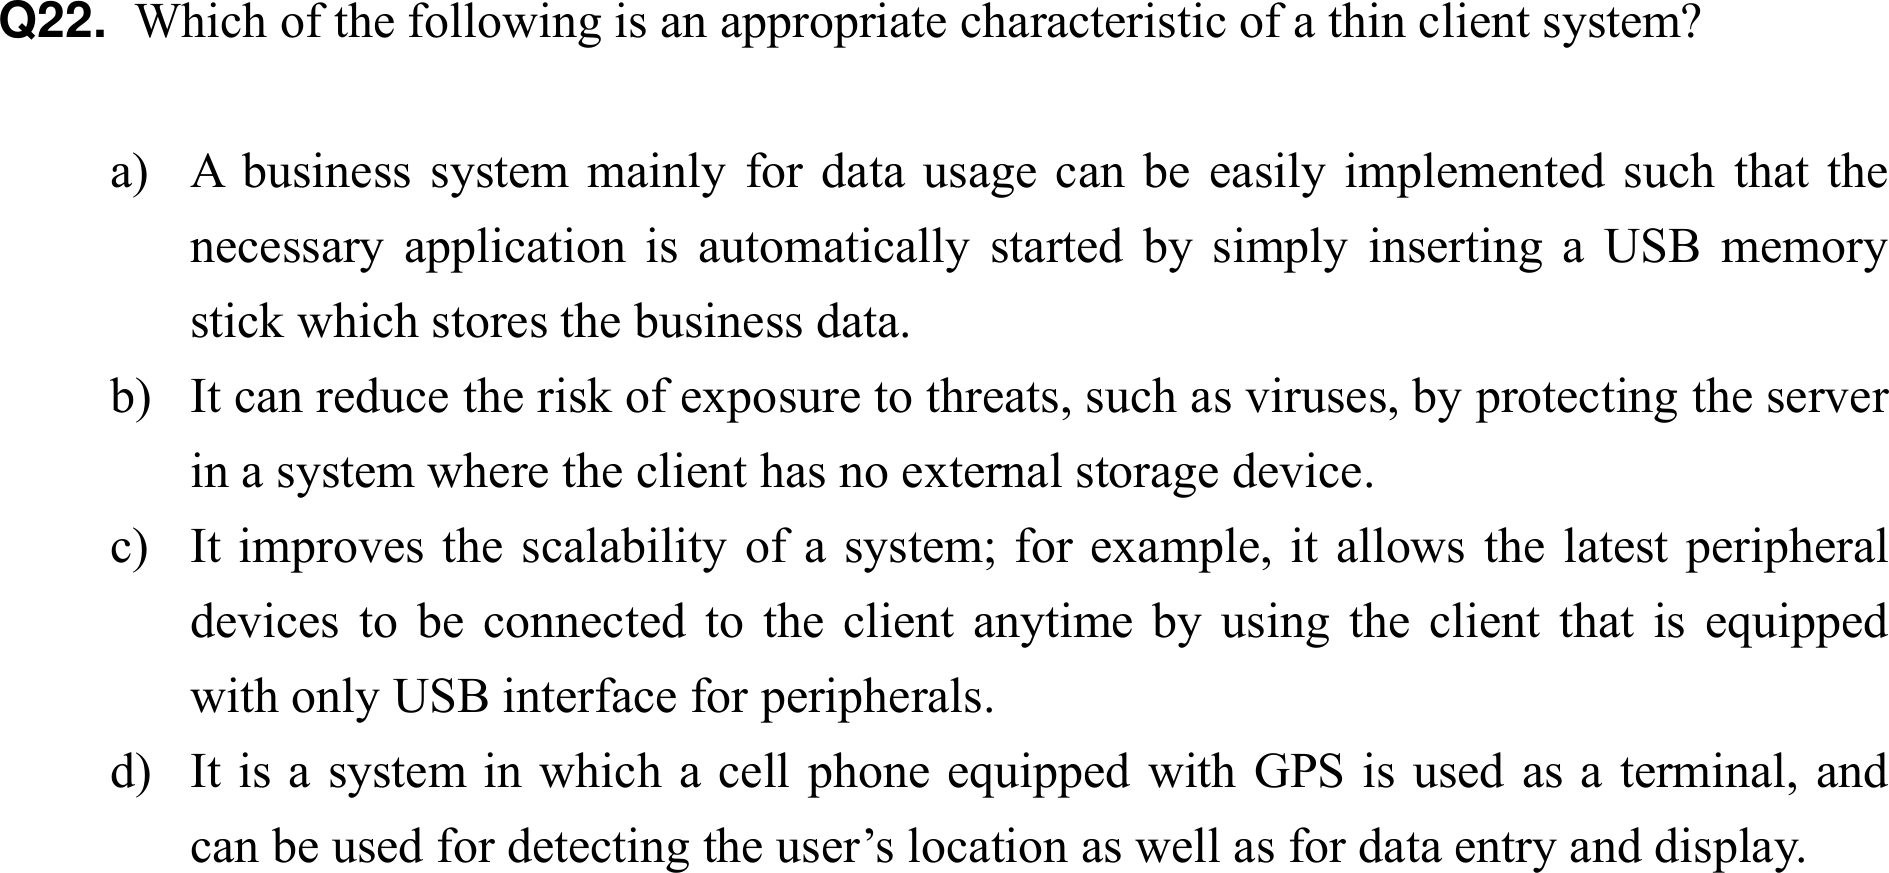 Q22. Which of the following is an appropriate characteristic of a thin client system?
a) A business system mainly for data usage can be easily implemented such that the
necessary application is automatically started by simply inserting a USB memory
stick which stores the business data.
b) It can reduce the risk of exposure to threats, such as viruses, by protecting the server
in a system where the client has no external storage device.
c) It improves the scalability of a system; for example, it allows the latest peripheral
devices to be connected to the client anytime by using the client that is equipped
with only USB interface for peripherals.
d) It is a system in which a cell phone equipped with GPS is used as a terminal, and
can be used for detecting the user’s location as well as for data entry and display.